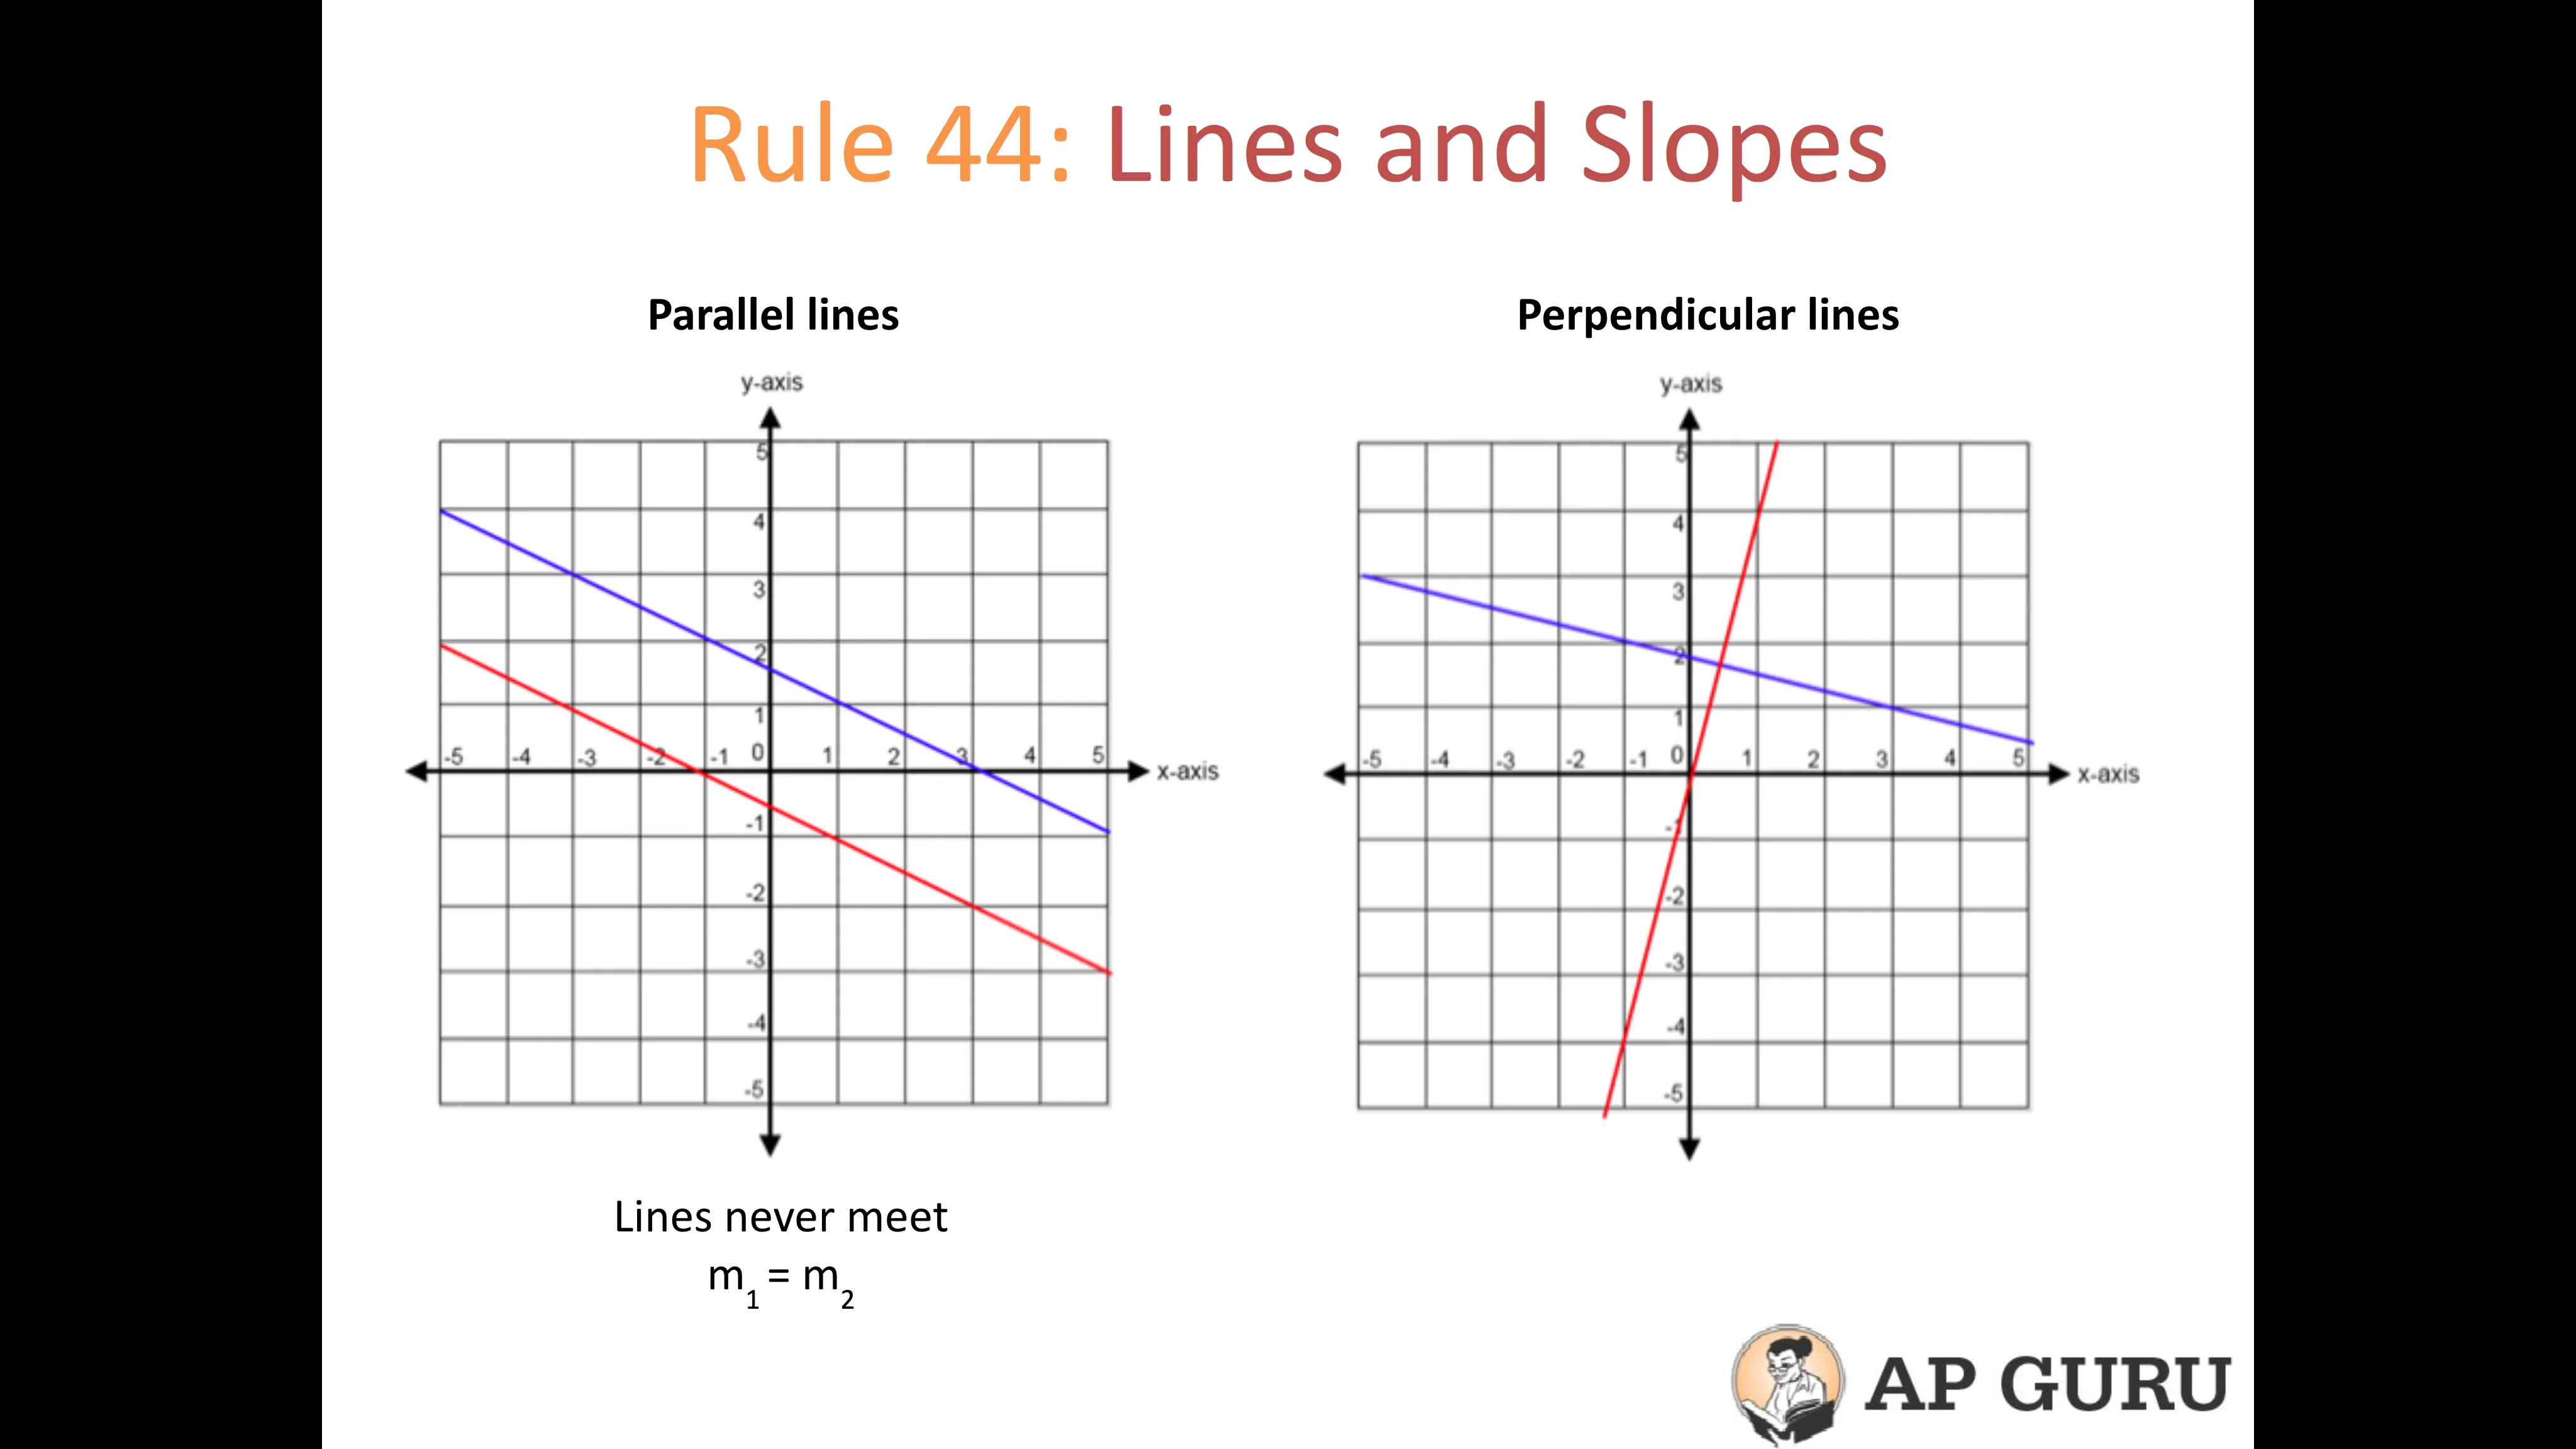 Rule 44: Lines and Slopes
Parallel lines
y-axis
5
4
3
2
1
-5 -4 -3 -2 -1 0 1 2 3 4 5
x-axis
-1
-2
-3
-4
-5
Lines never meet
m₁ = m₂
Perpendicular lines
y-axis
5
4
3
2
1
-5 -4 -3 -2 -1 0 1 2 3 4 5
x-axis
-1
-2
-3
-4
-5
AP GURU